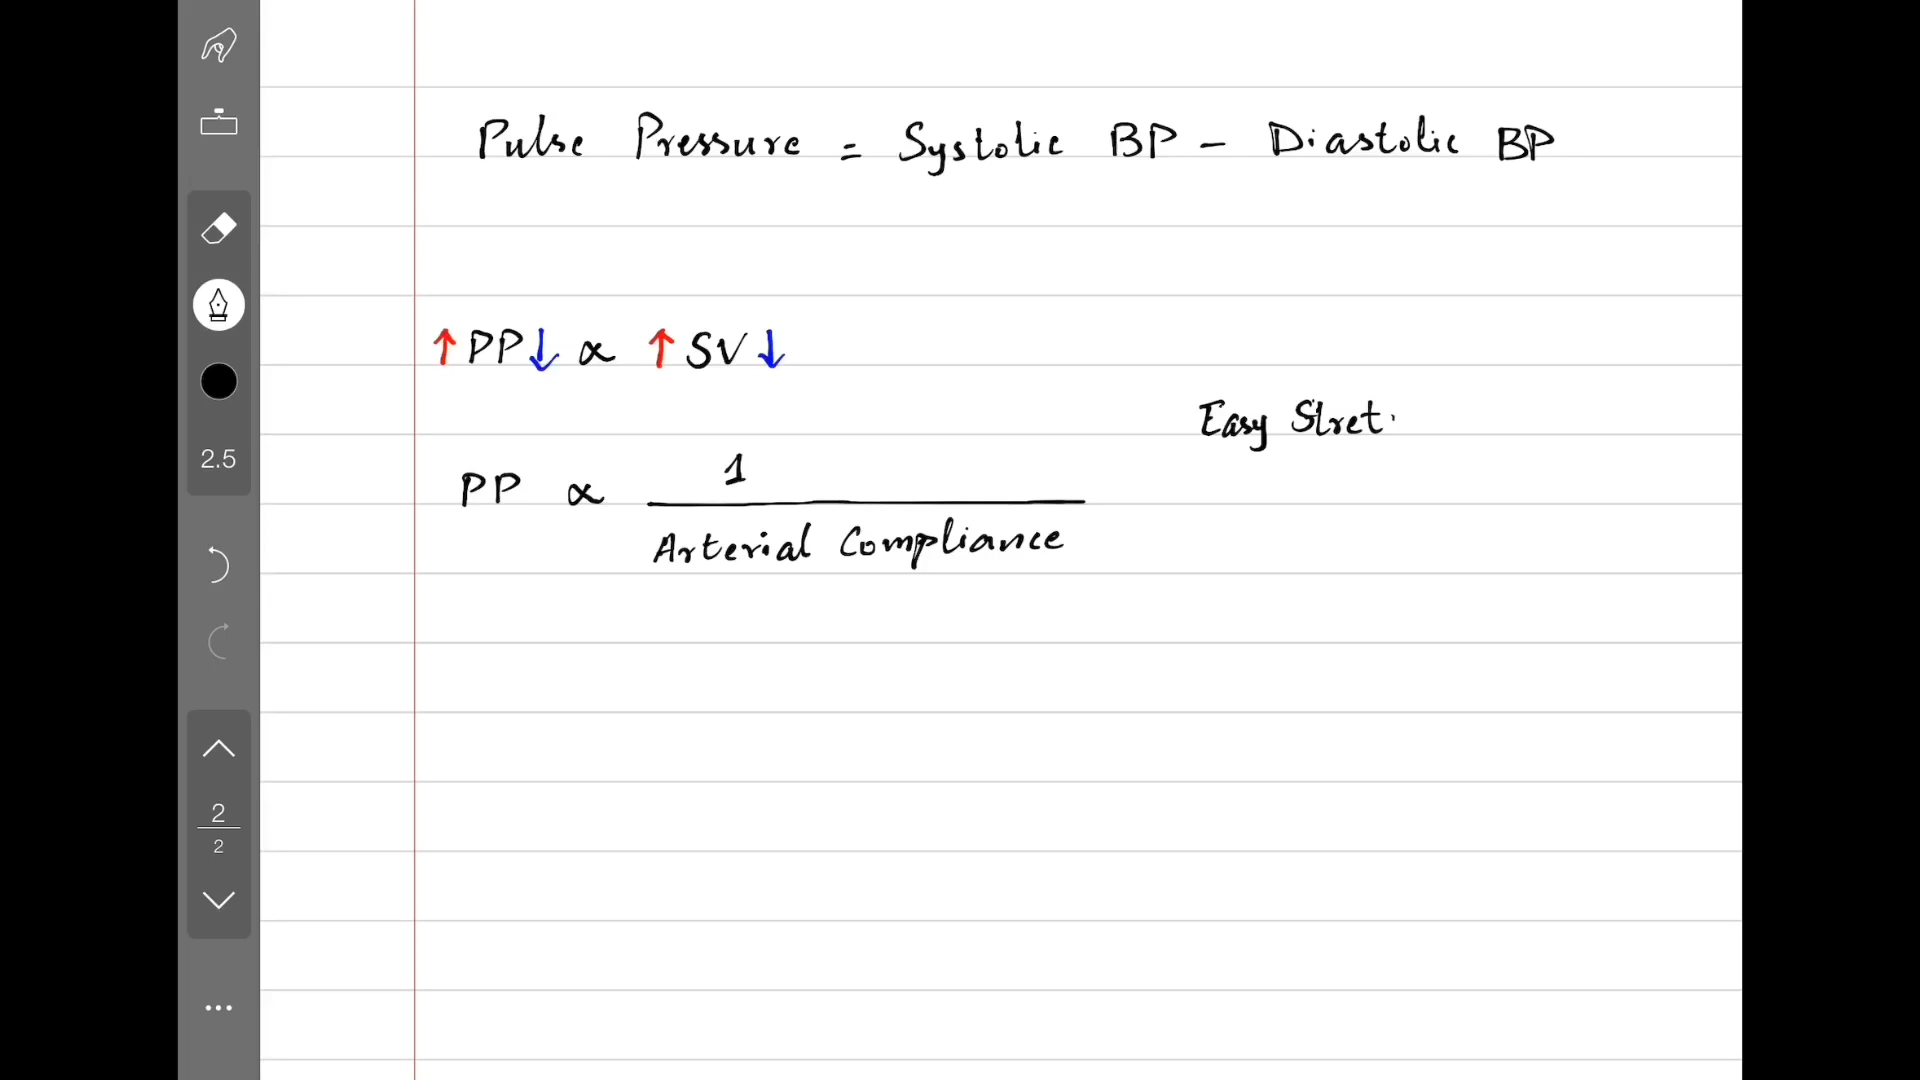 Pulse Pressure = Systolic BP - Diastolic BP
↑ PP ↓ ∝ ↑ SV ↓
Easy Stret
PP ∝ 1
Arterial Compliance
2.5
2
2